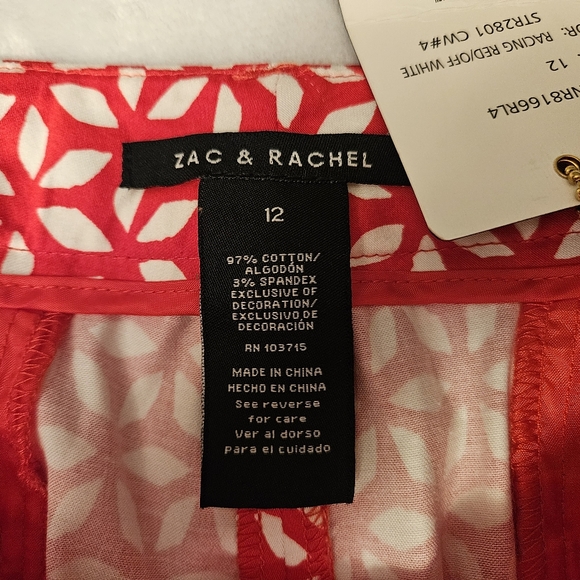 ZAC & RACHEL
12
97% COTTON/
ALGODÓN
3% SPANDEX
EXCLUSIVE OF
DECORATION/
EXCLUSIVO DE
DECORACIÓN
RN 103715
MADE IN CHINA
HECHO EN CHINA
See reverse
for care
Ver al dorso
Para el cuidado
NR8166RL4
12
OR: RACING RED/OFF WHITE
STR2801 CW#4